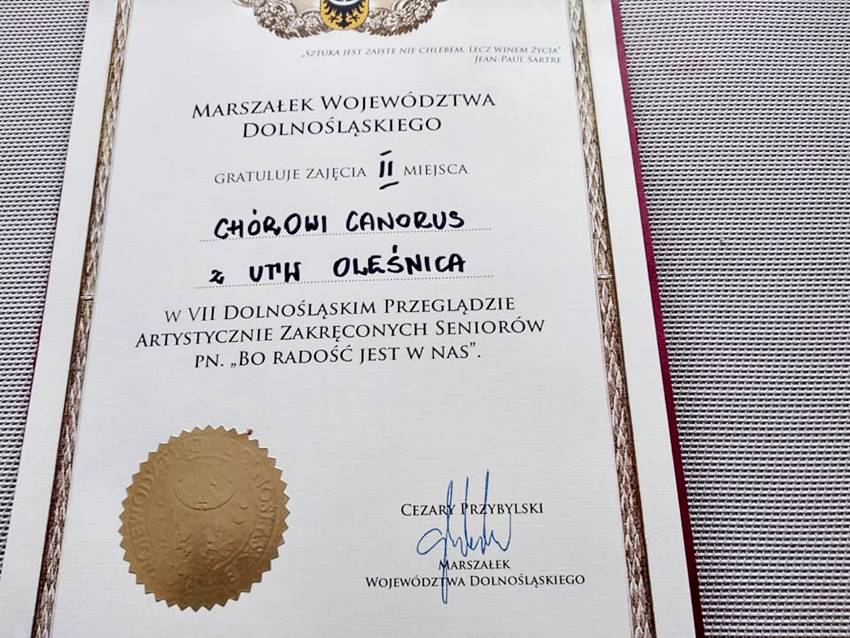 „Sztuka jest zaiste nie chlebem, lecz winem życia”
Jean-Paul Sartre
Marszałek Województwa
Dolnośląskiego
gratuluje zajęcia II miejsca
CHÓROWI CANORUS
z UTW OLEŚNICA
w VII Dolnośląskim Przeglądzie
Artystycznie Zakręconych Seniorów
pn. „Bo radość jest w nas”.
Cezary Przybylski
Marszałek
Województwa Dolnośląskiego